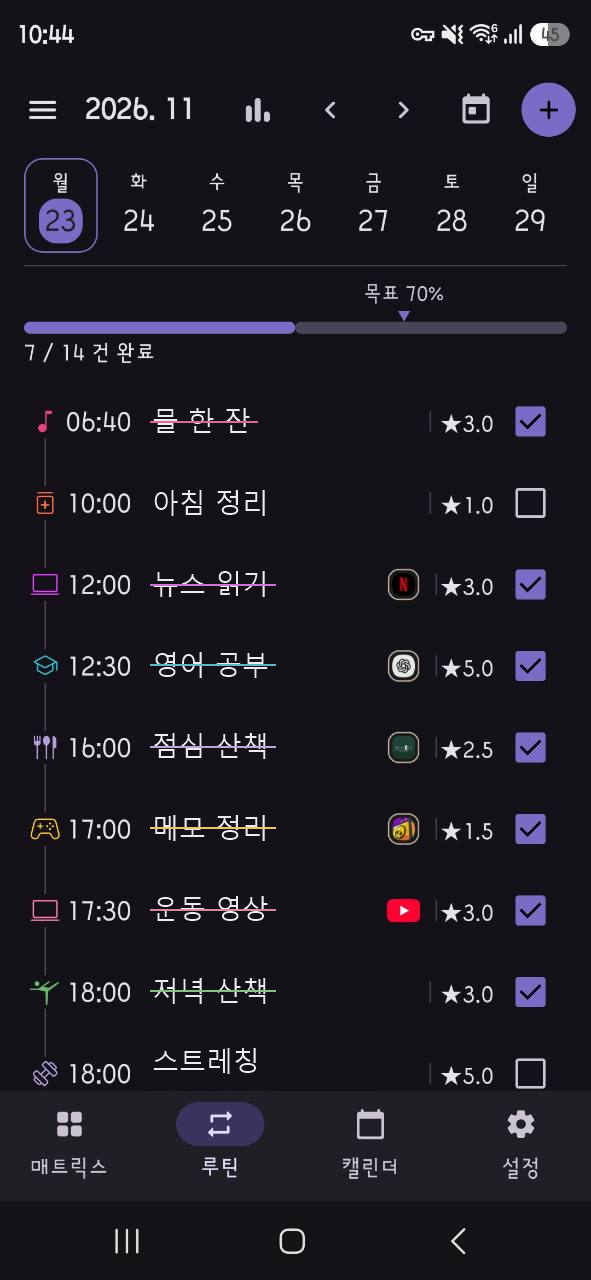 10:44
6
45
2026. 11
월 화 수 목 금 토 일
23 24 25 26 27 28 29
목표 70%
7 / 14 건 완료
06:40 물 한 잔 ★3.0
10:00 아침 정리 ★1.0
12:00 뉴스 읽기 N ★3.0
12:30 영어 공부 ★5.0
16:00 점심 산책 ★2.5
17:00 메모 정리 ★1.5
17:30 운동 영상 ★3.0
18:00 저녁 산책 ★3.0
18:00 스트레칭 ★5.0
매트릭스 루틴 캘린더 설정